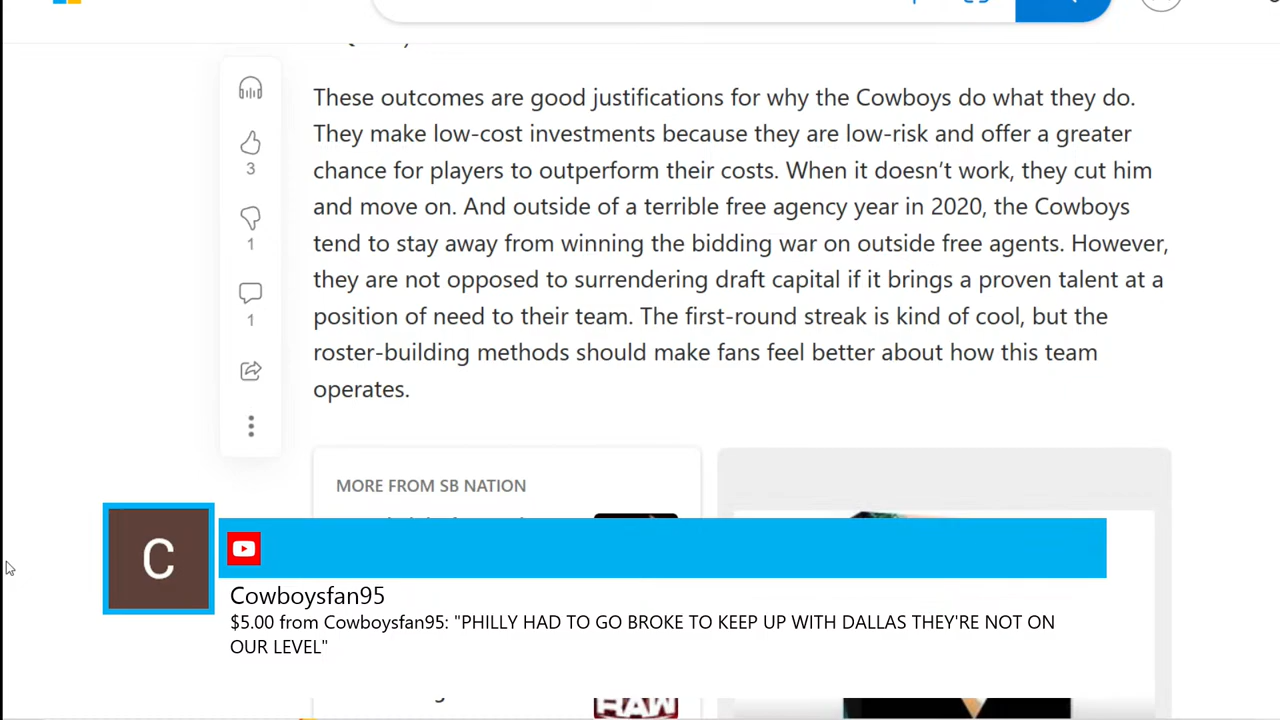 These outcomes are good justifications for why the Cowboys do what they do.
They make low-cost investments because they are low-risk and offer a greater
chance for players to outperform their costs. When it doesn’t work, they cut him
and move on. And outside of a terrible free agency year in 2020, the Cowboys
tend to stay away from winning the bidding war on outside free agents. However,
they are not opposed to surrendering draft capital if it brings a proven talent at a
position of need to their team. The first-round streak is kind of cool, but the
roster-building methods should make fans feel better about how this team
operates.
3
1
1
MORE FROM SB NATION
C
Cowboysfan95
$5.00 from Cowboysfan95: "PHILLY HAD TO GO BROKE TO KEEP UP WITH DALLAS THEY'RE NOT ON
OUR LEVEL"
RAW